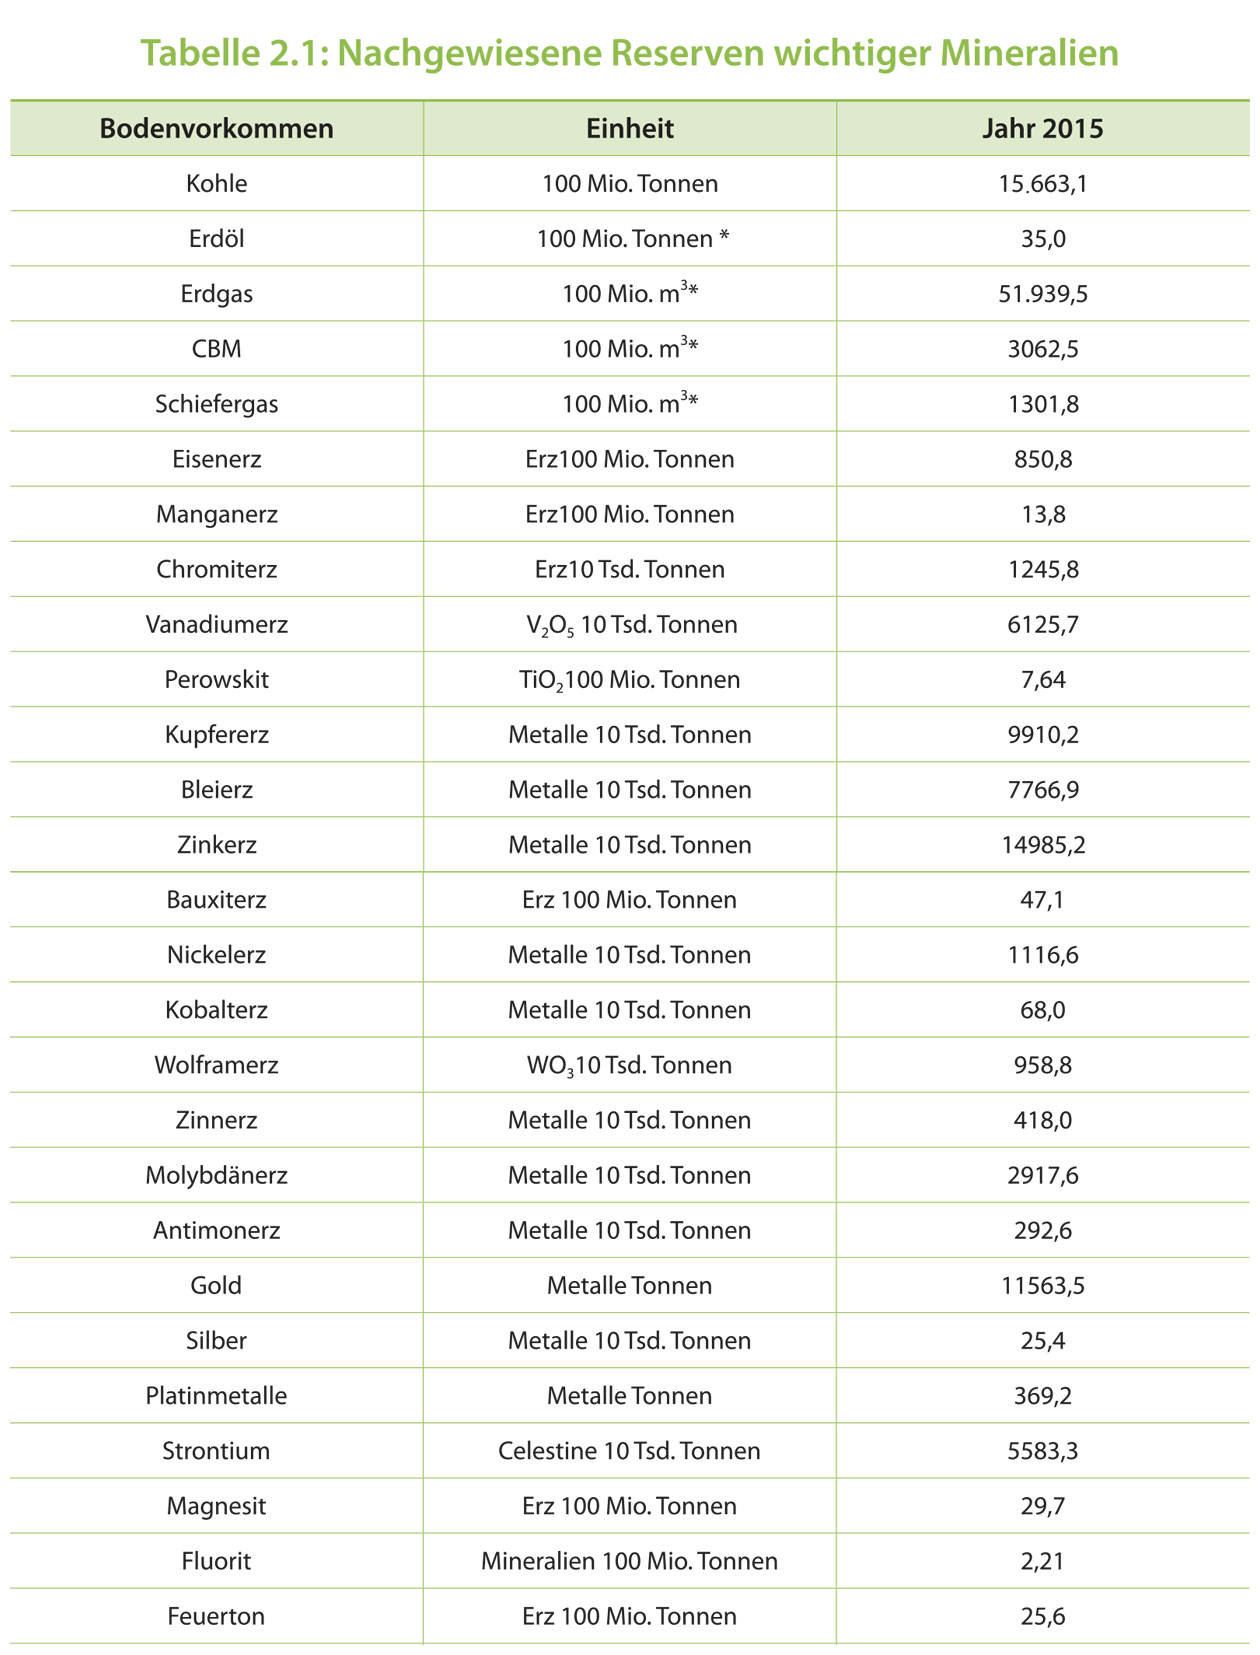 Tabelle 2.1: Nachgewiesene Reserven wichtiger Mineralien
Bodenvorkommen Einheit Jahr 2015
Kohle 100 Mio. Tonnen 15.663,1
Erdöl 100 Mio. Tonnen * 35,0
Erdgas 100 Mio. m³* 51.939,5
CBM 100 Mio. m³* 3062,5
Schiefergas 100 Mio. m³* 1301,8
Eisenerz Erz100 Mio. Tonnen 850,8
Manganerz Erz100 Mio. Tonnen 13,8
Chromiterz Erz10 Tsd. Tonnen 1245,8
Vanadiumerz V₂O₅ 10 Tsd. Tonnen 6125,7
Perowskit TiO₂100 Mio. Tonnen 7,64
Kupfererz Metalle 10 Tsd. Tonnen 9910,2
Bleierz Metalle 10 Tsd. Tonnen 7766,9
Zinkerz Metalle 10 Tsd. Tonnen 14985,2
Bauxiterz Erz 100 Mio. Tonnen 47,1
Nickelerz Metalle 10 Tsd. Tonnen 1116,6
Kobalterz Metalle 10 Tsd. Tonnen 68,0
Wolframerz WO₃10 Tsd. Tonnen 958,8
Zinnerz Metalle 10 Tsd. Tonnen 418,0
Molybdänerz Metalle 10 Tsd. Tonnen 2917,6
Antimonerz Metalle 10 Tsd. Tonnen 292,6
Gold Metalle Tonnen 11563,5
Silber Metalle 10 Tsd. Tonnen 25,4
Platinmetalle Metalle Tonnen 369,2
Strontium Celestine 10 Tsd. Tonnen 5583,3
Magnesit Erz 100 Mio. Tonnen 29,7
Fluorit Mineralien 100 Mio. Tonnen 2,21
Feuerton Erz 100 Mio. Tonnen 25,6